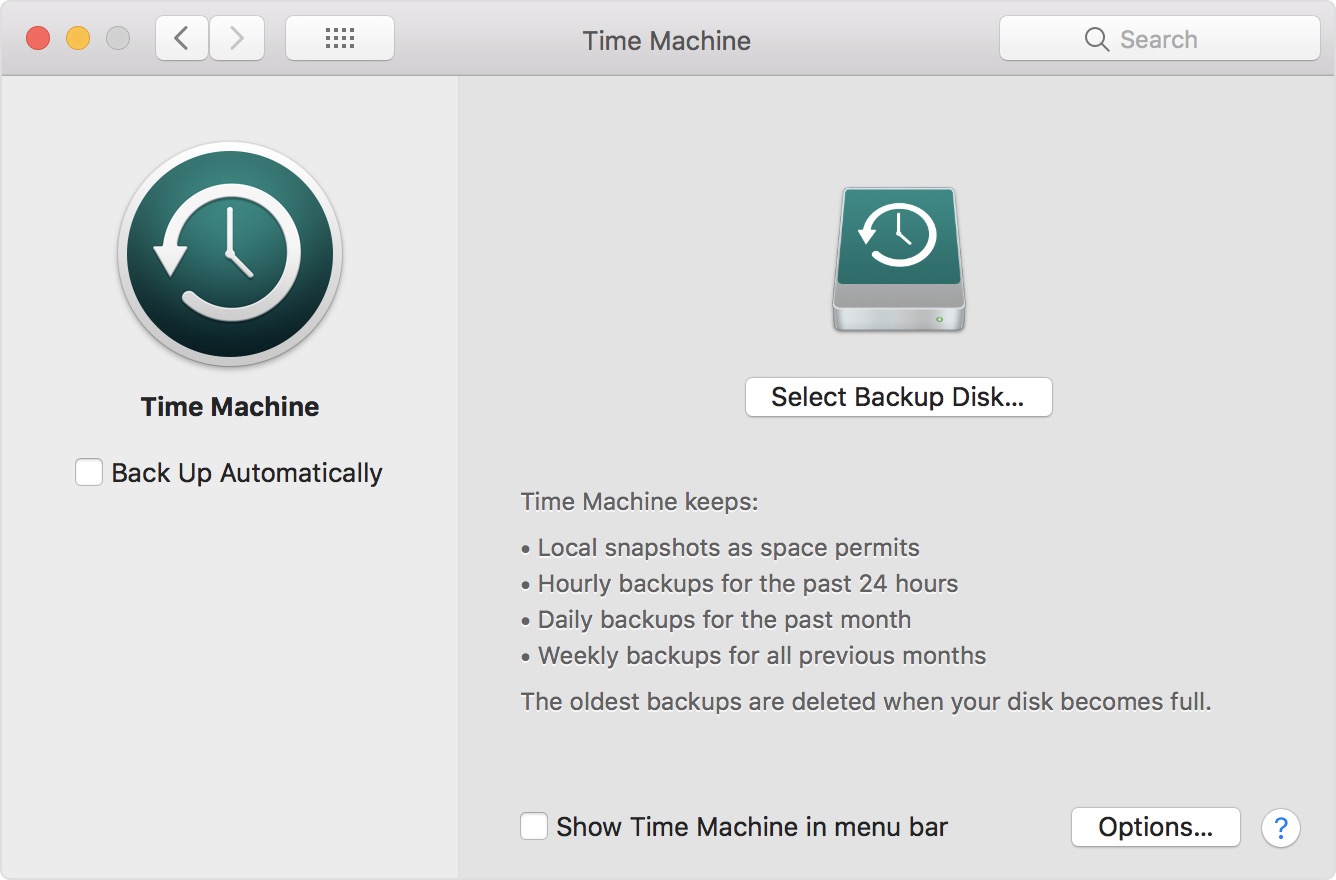 Time Machine
Search
Time Machine
Back Up Automatically
Select Backup Disk...
Time Machine keeps:
• Local snapshots as space permits
• Hourly backups for the past 24 hours
• Daily backups for the past month
• Weekly backups for all previous months
The oldest backups are deleted when your disk becomes full.
Show Time Machine in menu bar
Options...
?